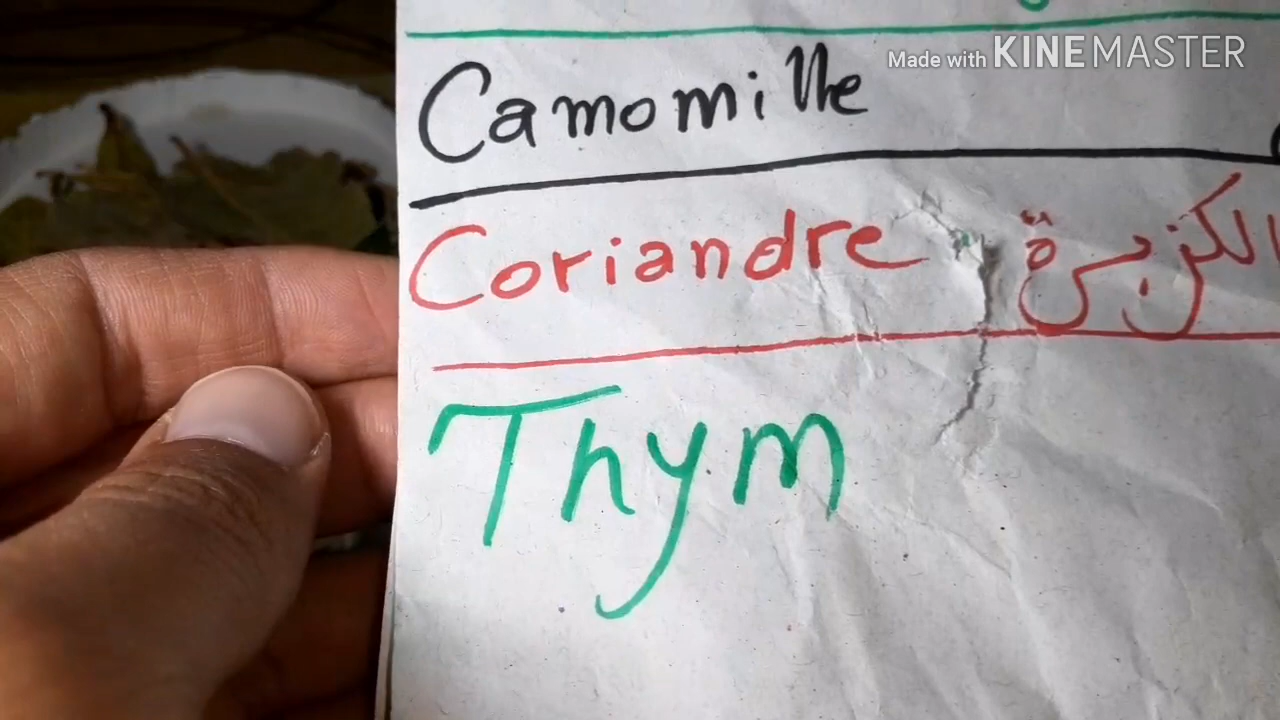 Made with KINEMASTER
Camomille
Coriandre الكزبرة
Thym